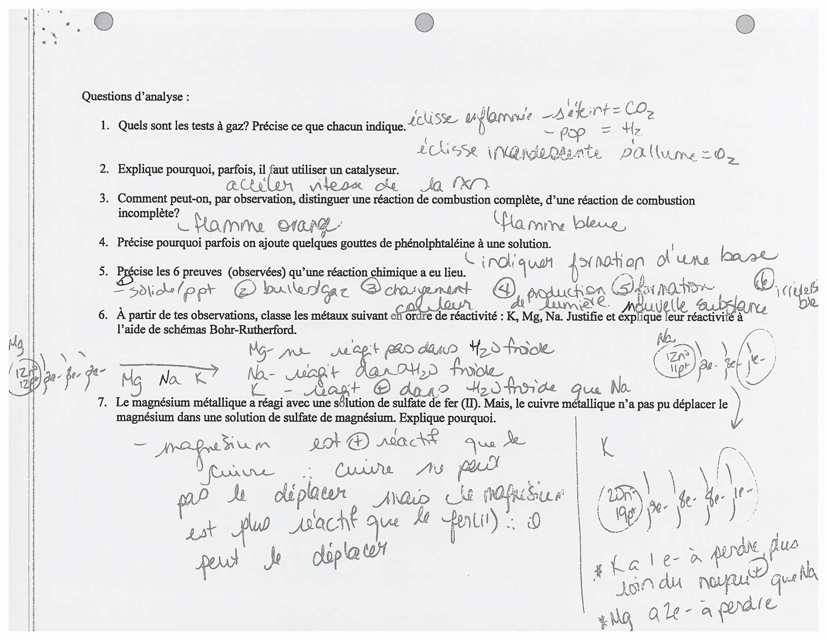 Questions d'analyse :
1. Quels sont les tests à gaz? Précise ce que chacun indique. éclisse enflammée – s'éteint = CO₂
– pop = H₂
éclisse incandescente s'allume = O₂
2. Explique pourquoi, parfois, il faut utiliser un catalyseur.
accéler vitesse de la rxn
3. Comment peut-on, par observation, distinguer une réaction de combustion complète, d'une réaction de combustion
incomplète?
flamme orange flamme bleue
4. Précise pourquoi parfois on ajoute quelques gouttes de phénolphtaléine à une solution.
indiquer formation d'une base
5. Précise les 6 preuves (observées) qu'une réaction chimique a eu lieu.
① solide/ppt ② bulles/gaz ③ changement ④ production ⑤ formation ⑥ irréversi
couleur de lumière nouvelle substance ble
6. À partir de tes observations, classe les métaux suivant en ordre de réactivité : K, Mg, Na. Justifie et explique leur réactivité à
l'aide de schémas Bohr-Rutherford.
Mg
12n° 12p+ ) 2e- ) 8e- ) 2e-
Mg Na K
Mg - ne réagit pas dans H₂O froide
Na - réagit dans H₂O froide
K - réagit ⊕ dans H₂O froide que Na
Na
12n° 11p+ ) 2e- ) 8e- ) 1e-
7. Le magnésium métallique a réagi avec une solution de sulfate de fer (II). Mais, le cuivre métallique n'a pas pu déplacer le
magnésium dans une solution de sulfate de magnésium. Explique pourquoi.
– magnésium est ⊕ réactif que le
cuivre ∴ cuivre ne peut
pas le déplacer mais le magnésium
est plus réactif que le fer(II) ∴ il
peut le déplacer
K
20n° 19p+ ) 2e- ) 8e- ) 8e- ) 1e-
* K a 1e- à perdre, plus
loin du noyau ⊕ que Na
* Mg a 2e- à perdre